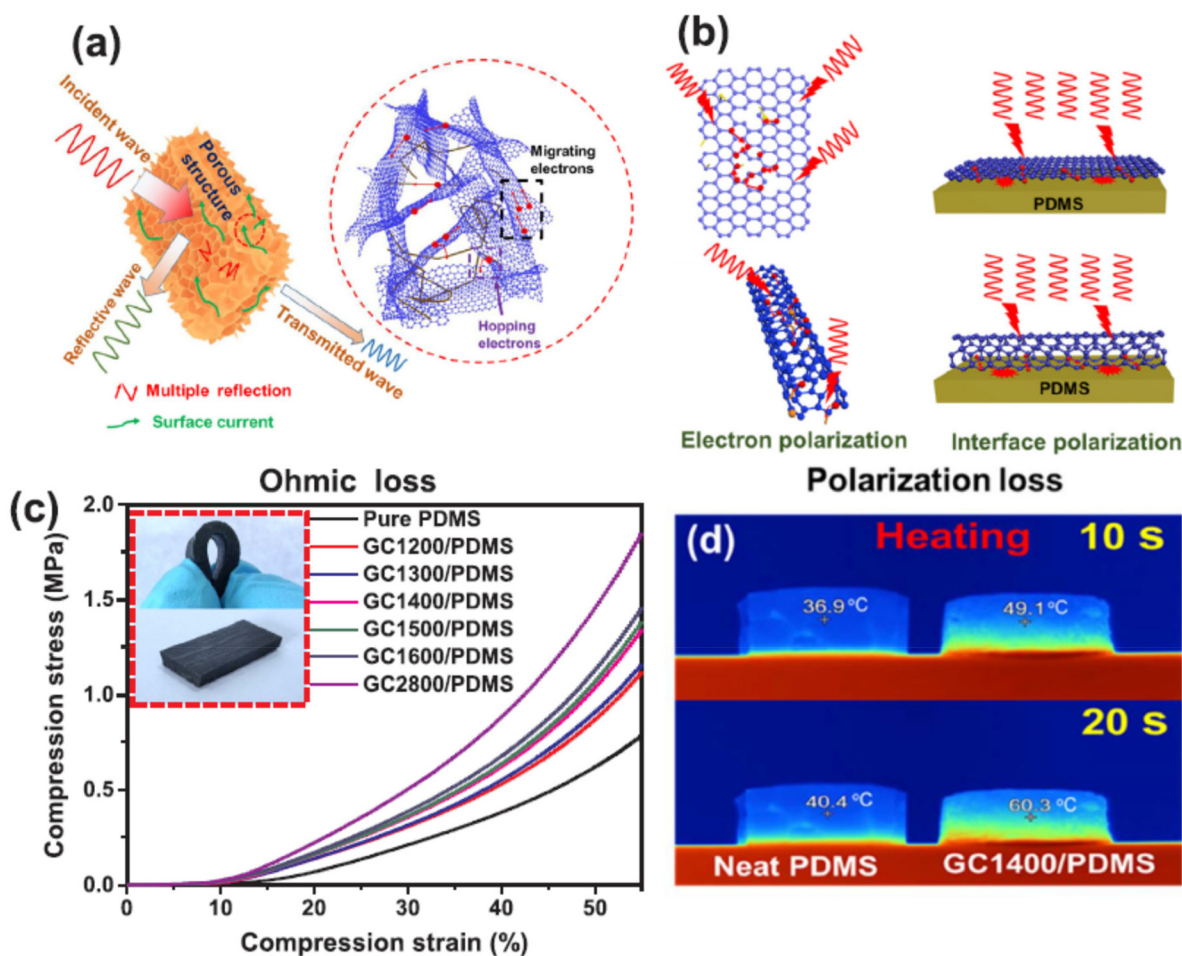 (a)
Incident wave
Porous
structure
Reflective wave
Transmitted wave
Migrating
electrons
Hopping
electrons
Multiple reflection
Surface current
Ohmic loss
(b)
PDMS
PDMS
Electron polarization
Interface polarization
Polarization loss
(c)
Compression stress (MPa)
2.0
1.5
1.0
0.5
0.0
0
10
20
30
40
50
Compression strain (%)
Pure PDMS
GC1200/PDMS
GC1300/PDMS
GC1400/PDMS
GC1500/PDMS
GC1600/PDMS
GC2800/PDMS
(d)
Heating
10 s
36.9 °C
49.1 °C
20 s
40.4 °C
60.3 °C
Neat PDMS
GC1400/PDMS